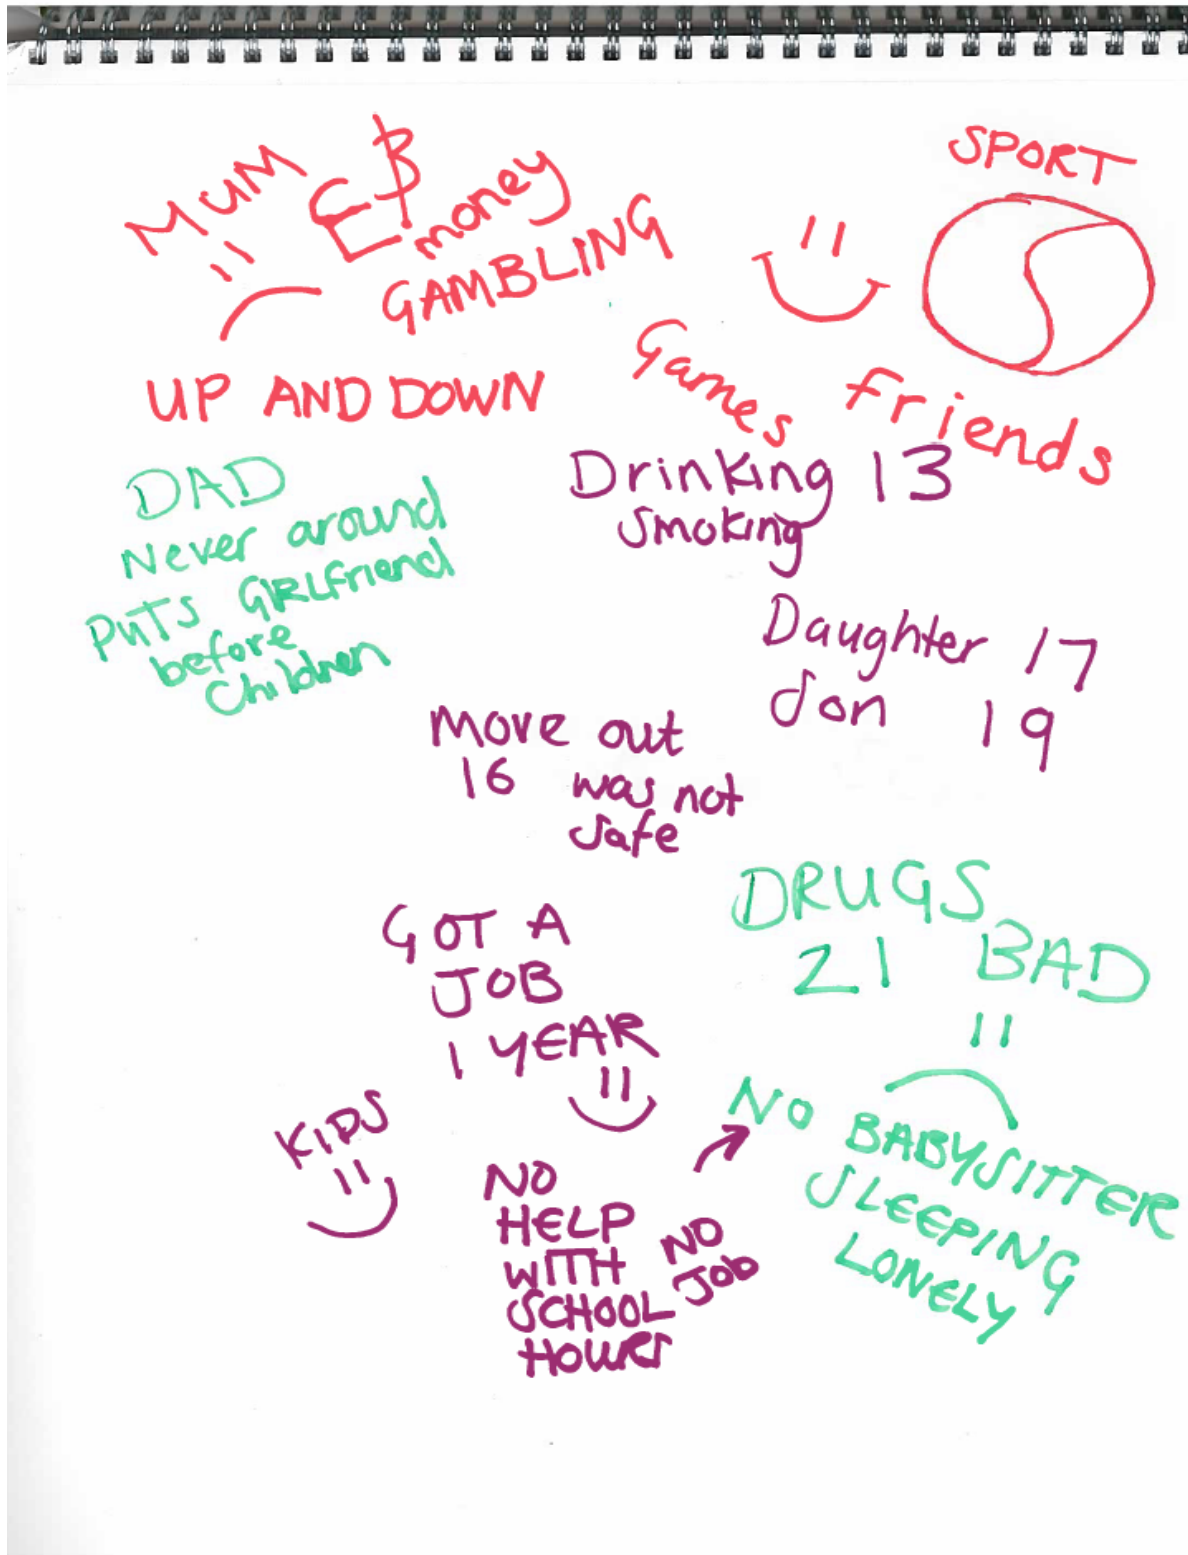 MUM
£$
money
GAMBLING
UP AND DOWN
SPORT
Games
friends
DAD
Never around
PUTS GIRLfriend
before
Children
Drinking 13
Smoking
Daughter 17
Son 19
Move out
16 was not
Safe
DRUGS
21 BAD
GOT A
JOB
1 YEAR
KIDS
NO
HELP
WITH
SCHOOL
HOURS
NO
Job
NO BABYSITTER
SLEEPING
LONELY